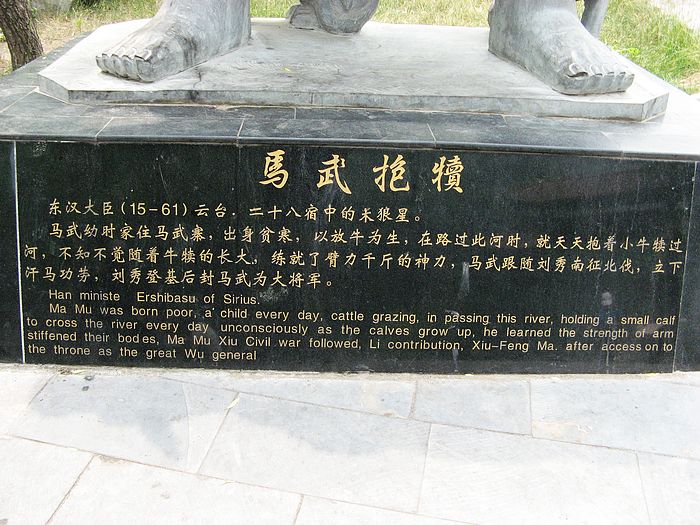 馬武抱犢
东汉大臣(15-61)云台．二十八宿中的末狼星。
马武幼时家住马武寨，出身贫寒，以放牛为生，在路过此河时，就天天抱着小牛犊过
河，不知不觉随着牛犊的长大，练就了臂力千斤的神力，马武跟随刘秀南征北伐，立下
汗马功劳，刘秀登基后封马武为大将军。
Han ministe Ershibasu of Sirius.
Ma Mu was born poor, a child every day, cattle grazing, in passing this river, holding a small calf
to cross the river every day unconsciously as the calves grow up, he learned the strength of arm
stiffened their bod es, Ma Mu Xiu Civil war followed, Li contribution, Xiu-Feng Ma. after access on to
the throne as the great Wu general